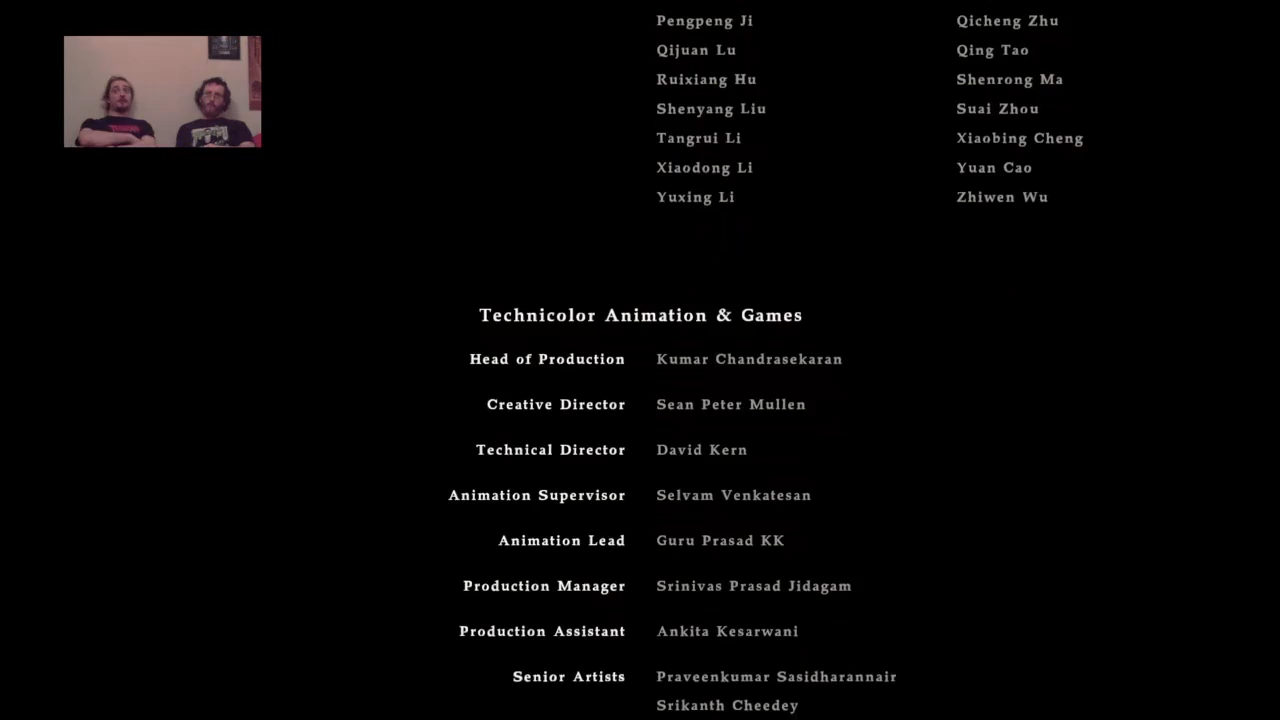 Pengpeng Ji Qicheng Zhu
Qijuan Lu Qing Tao
Ruixiang Hu Shenrong Ma
Shenyang Liu Suai Zhou
Tangrui Li Xiaobing Cheng
Xiaodong Li Yuan Cao
Yuxing Li Zhiwen Wu
Technicolor Animation & Games
Head of Production Kumar Chandrasekaran
Creative Director Sean Peter Mullen
Technical Director David Kern
Animation Supervisor Selvam Venkatesan
Animation Lead Guru Prasad KK
Production Manager Srinivas Prasad Jidagam
Production Assistant Ankita Kesarwani
Senior Artists Praveenkumar Sasidharannair
Srikanth Cheedey